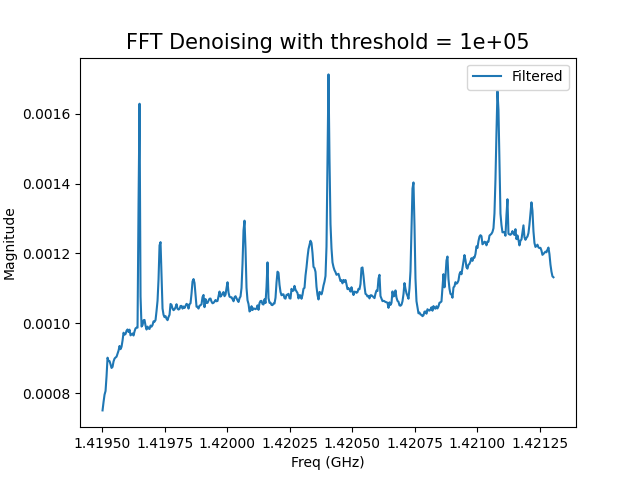 FFT Denoising with threshold = 1e+05
Filtered
0.0016
0.0014
0.0012
0.0010
0.0008
Magnitude
1.41950 1.41975 1.42000 1.42025 1.42050 1.42075 1.42100 1.42125
Freq (GHz)